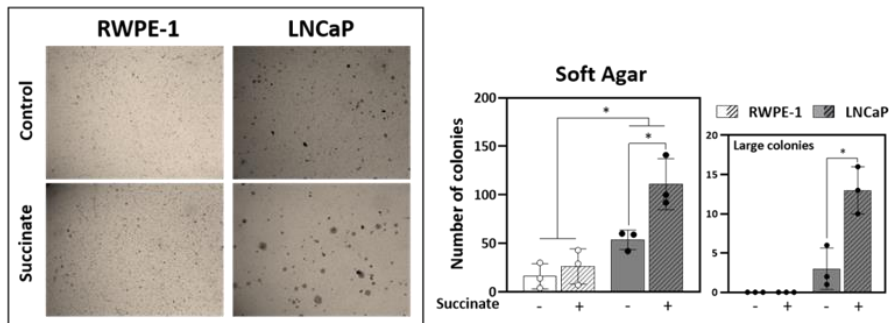 RWPE-1 LNCaP
Control
Succinate
Soft Agar
Number of colonies
200
150
100
50
0
*
*
Succinate - + - +
RWPE-1 LNCaP
Large colonies
20
15
10
5
0
*
- + - +